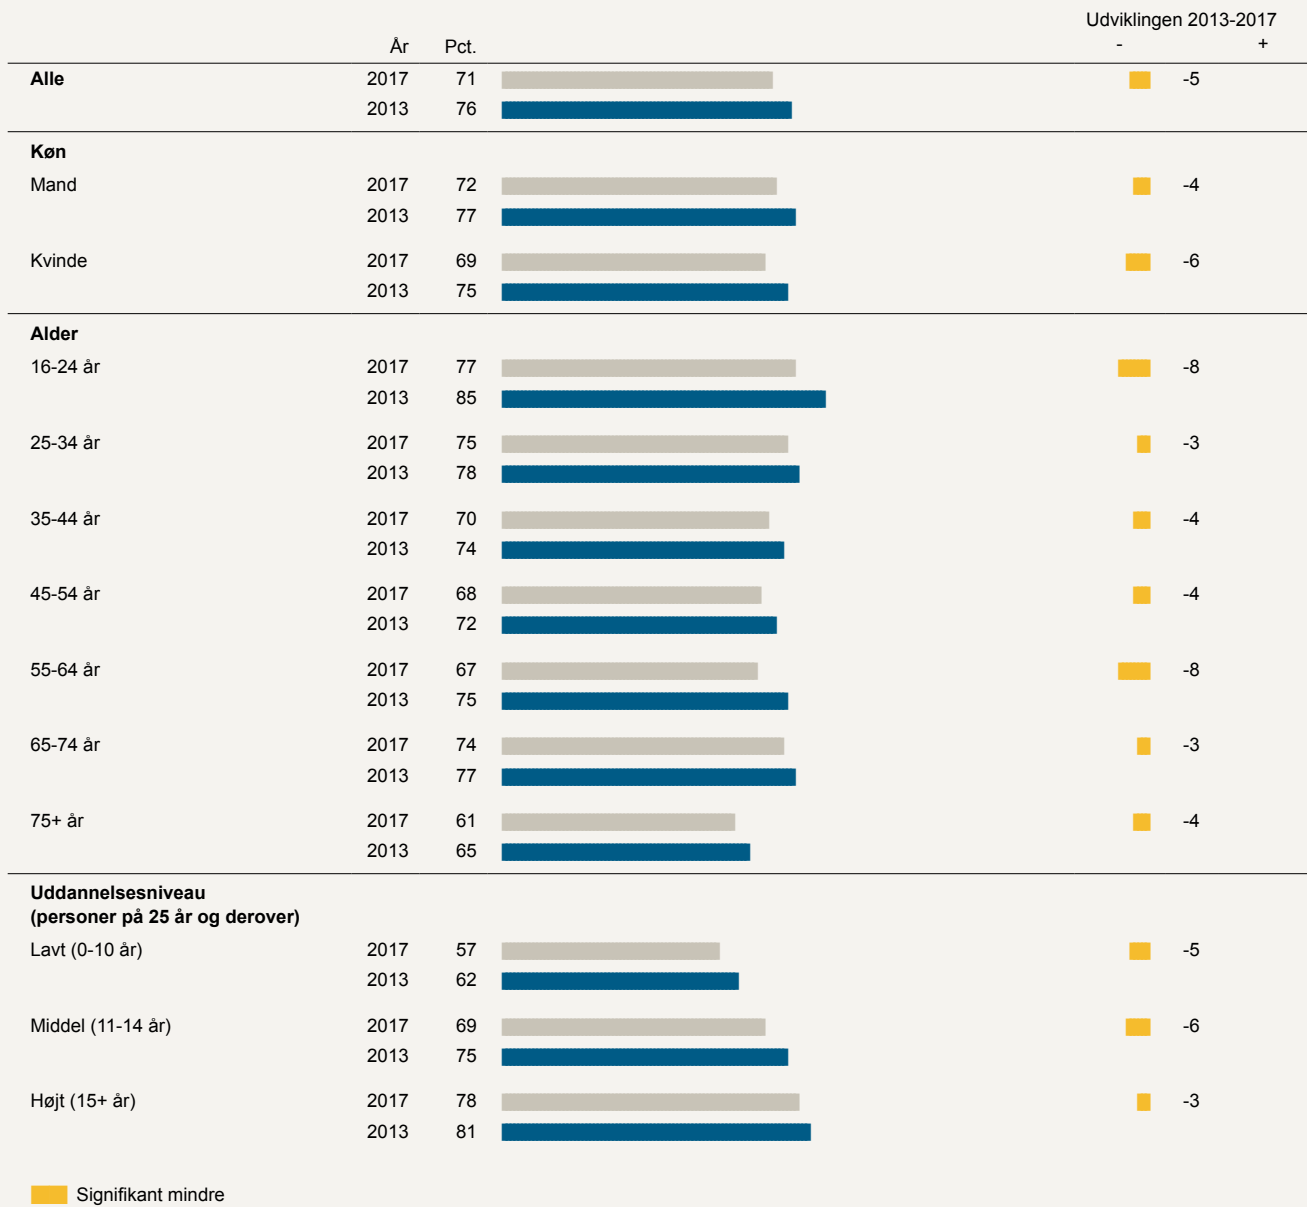 Udviklingen 2013-2017
År Pct. - +
Alle 2017 71 -5
2013 76
Køn
Mand 2017 72 -4
2013 77
Kvinde 2017 69 -6
2013 75
Alder
16-24 år 2017 77 -8
2013 85
25-34 år 2017 75 -3
2013 78
35-44 år 2017 70 -4
2013 74
45-54 år 2017 68 -4
2013 72
55-64 år 2017 67 -8
2013 75
65-74 år 2017 74 -3
2013 77
75+ år 2017 61 -4
2013 65
Uddannelsesniveau
(personer på 25 år og derover)
Lavt (0-10 år) 2017 57 -5
2013 62
Middel (11-14 år) 2017 69 -6
2013 75
Højt (15+ år) 2017 78 -3
2013 81
Signifikant mindre